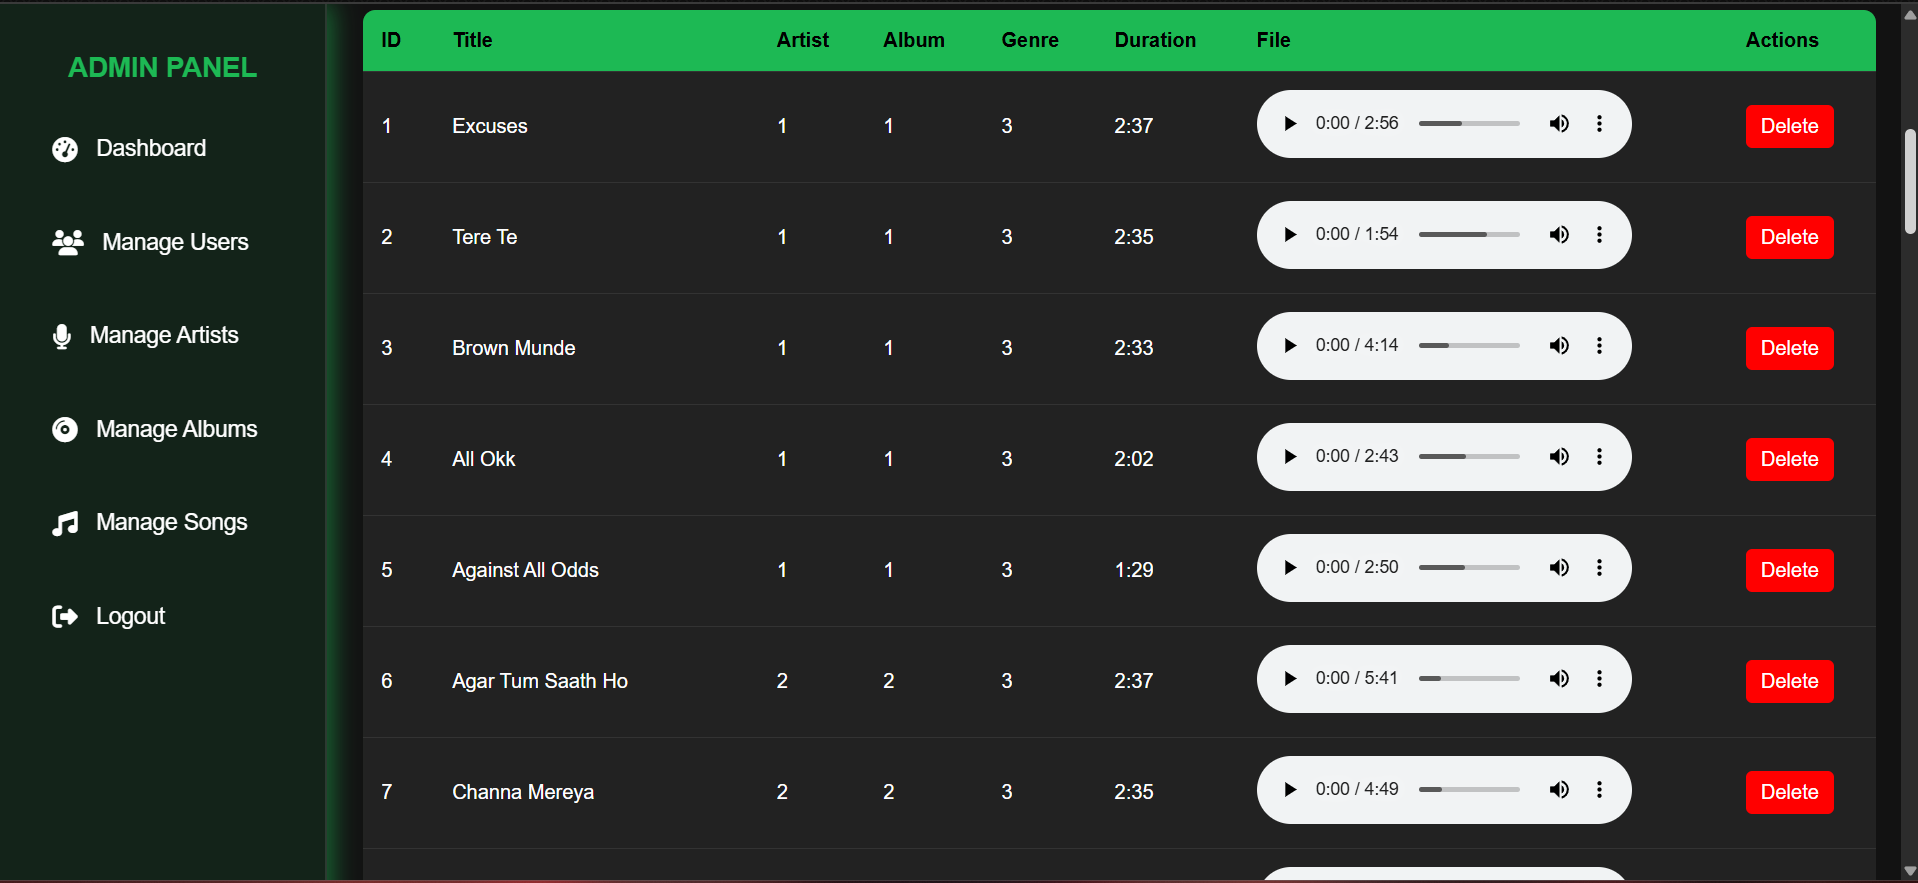 ADMIN PANEL
Dashboard
Manage Users
Manage Artists
Manage Albums
Manage Songs
Logout
ID Title Artist Album Genre Duration File Actions
1 Excuses 1 1 3 2:37 0:00 / 2:56 Delete
2 Tere Te 1 1 3 2:35 0:00 / 1:54 Delete
3 Brown Munde 1 1 3 2:33 0:00 / 4:14 Delete
4 All Okk 1 1 3 2:02 0:00 / 2:43 Delete
5 Against All Odds 1 1 3 1:29 0:00 / 2:50 Delete
6 Agar Tum Saath Ho 2 2 3 2:37 0:00 / 5:41 Delete
7 Channa Mereya 2 2 3 2:35 0:00 / 4:49 Delete